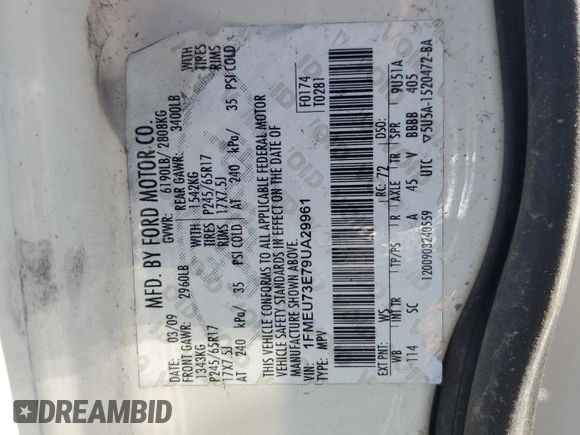 MFD. BY FORD MOTOR CO.
DATE: 03/09 GVWR: 6190LB/ 2808KG
FRONT GAWR: 2960LB REAR GAWR: 3400LB
1343KG WITH 1542KG WITH
P245/65R17 TIRES P245/65R17 TIRES
17X7.5J RIMS 17X7.5J RIMS
AT 240 kPa/ 35 PSI COLD AT 240 kPa/ 35 PSI COLD
THIS VEHICLE CONFORMS TO ALL APPLICABLE FEDERAL MOTOR
VEHICLE SAFETY STANDARDS IN EFFECT ON THE DATE OF
MANUFACTURE SHOWN ABOVE.
VIN: 1FMEU73E79UA29961 F0174
TYPE: MPV T0281
EXT PNT: WS RC: 72 DSO:
WB INT TR TP/PS R AXLE TR SPR 9U51A
114 SC A 45 V BBBB 405
1200903240559 UTC ▽5U5A-1520472-BA
DREAMBID